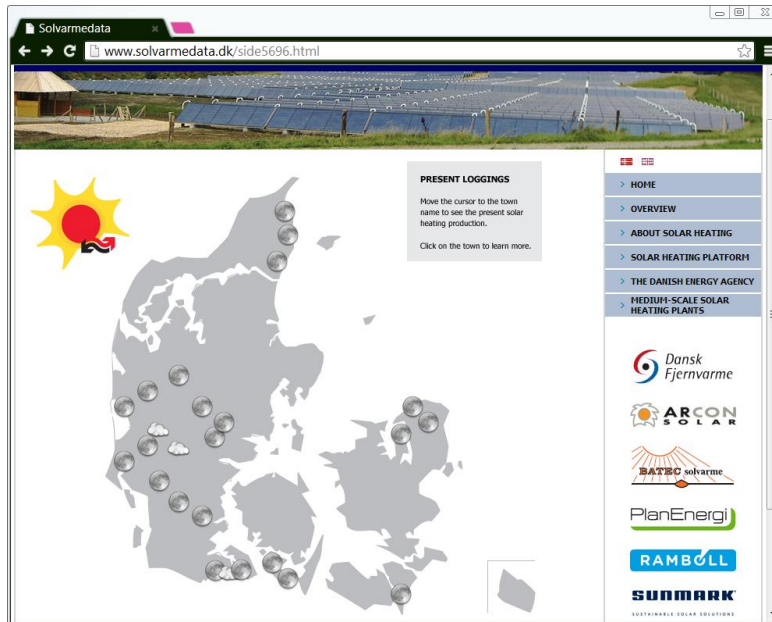 Solvarmedata
www.solvarmedata.dk/side5696.html
PRESENT LOGGINGS
Move the cursor to the town
name to see the present solar
heating production.
Click on the town to learn more.
HOME
OVERVIEW
ABOUT SOLAR HEATING
SOLAR HEATING PLATFORM
THE DANISH ENERGY AGENCY
MEDIUM-SCALE SOLAR
HEATING PLANTS
Dansk
Fjernvarme
ARCON
SOLAR
BATEC solvarme
PlanEnergi
RAMBOLL
SUNMARK
SUSTAINABLE SOLAR SOLUTIONS